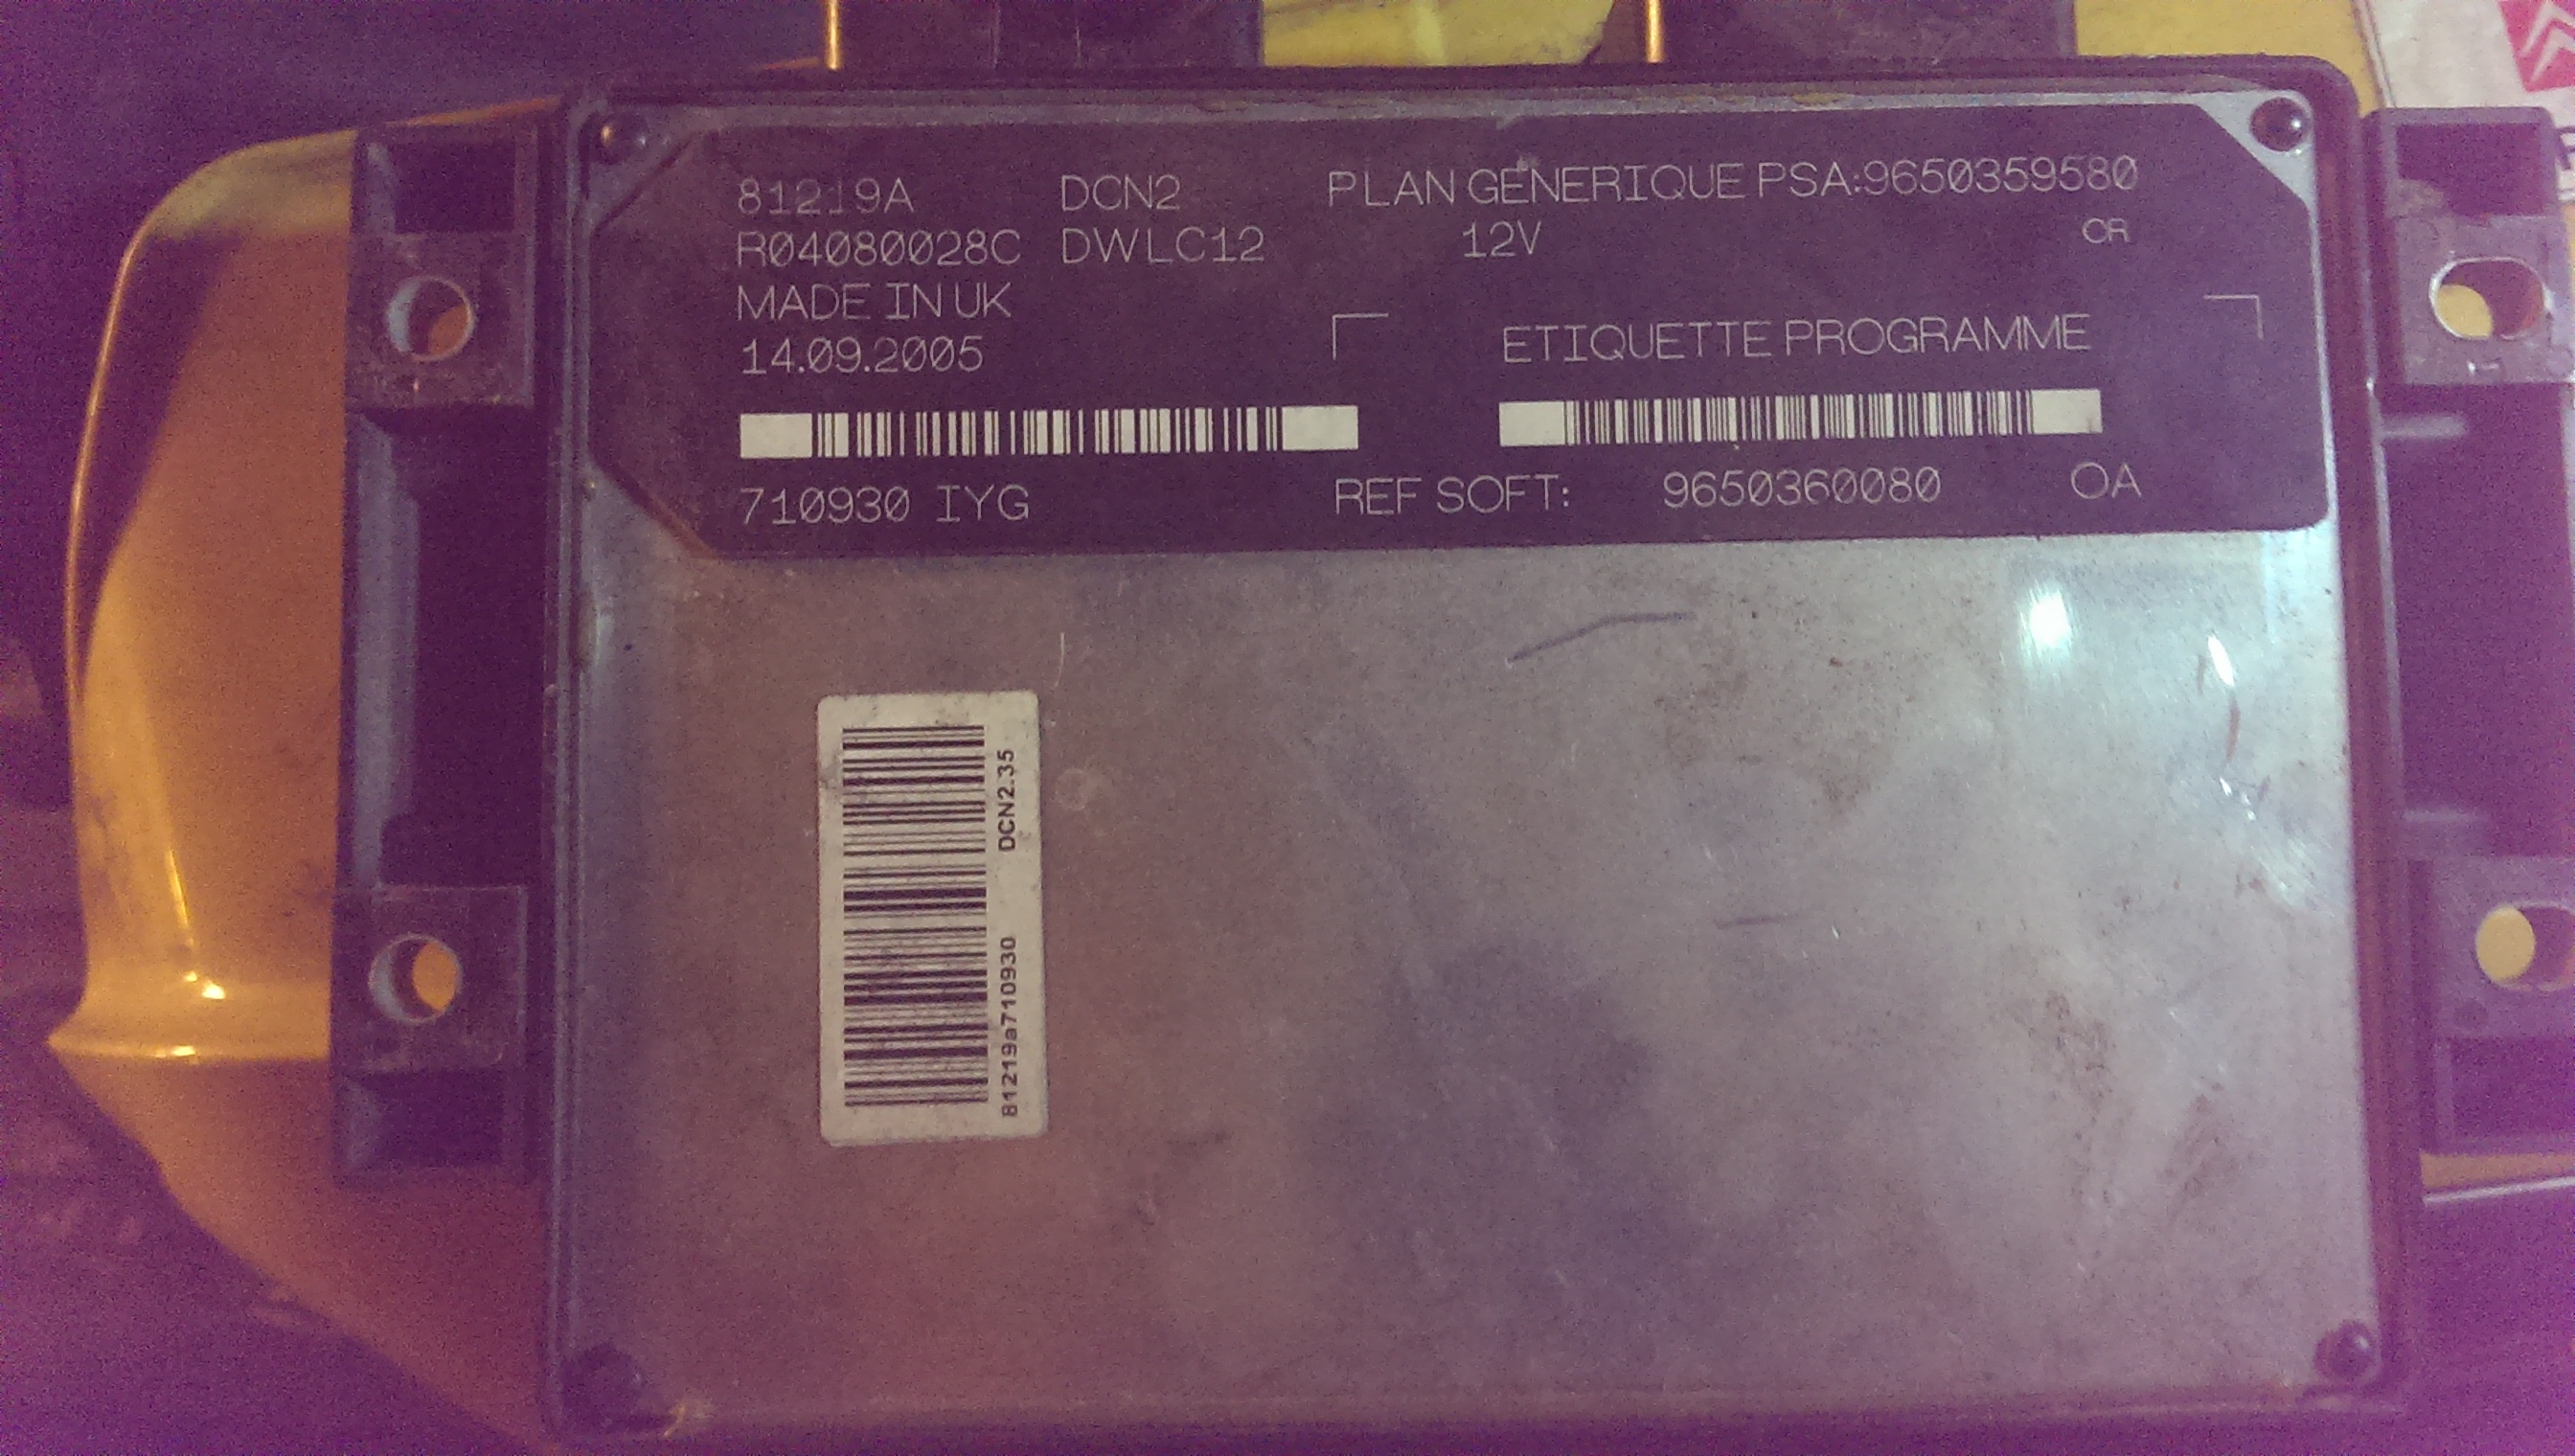 81219A DCN2 PLAN GENERIQUE PSA:9650359580
R04080028C DWLC12 12V CR
MADE IN UK
14.09.2005
ETIQUETTE PROGRAMME
710930 IYG REF SOFT: 9650360080 OA
81219a710930 DCN2.35